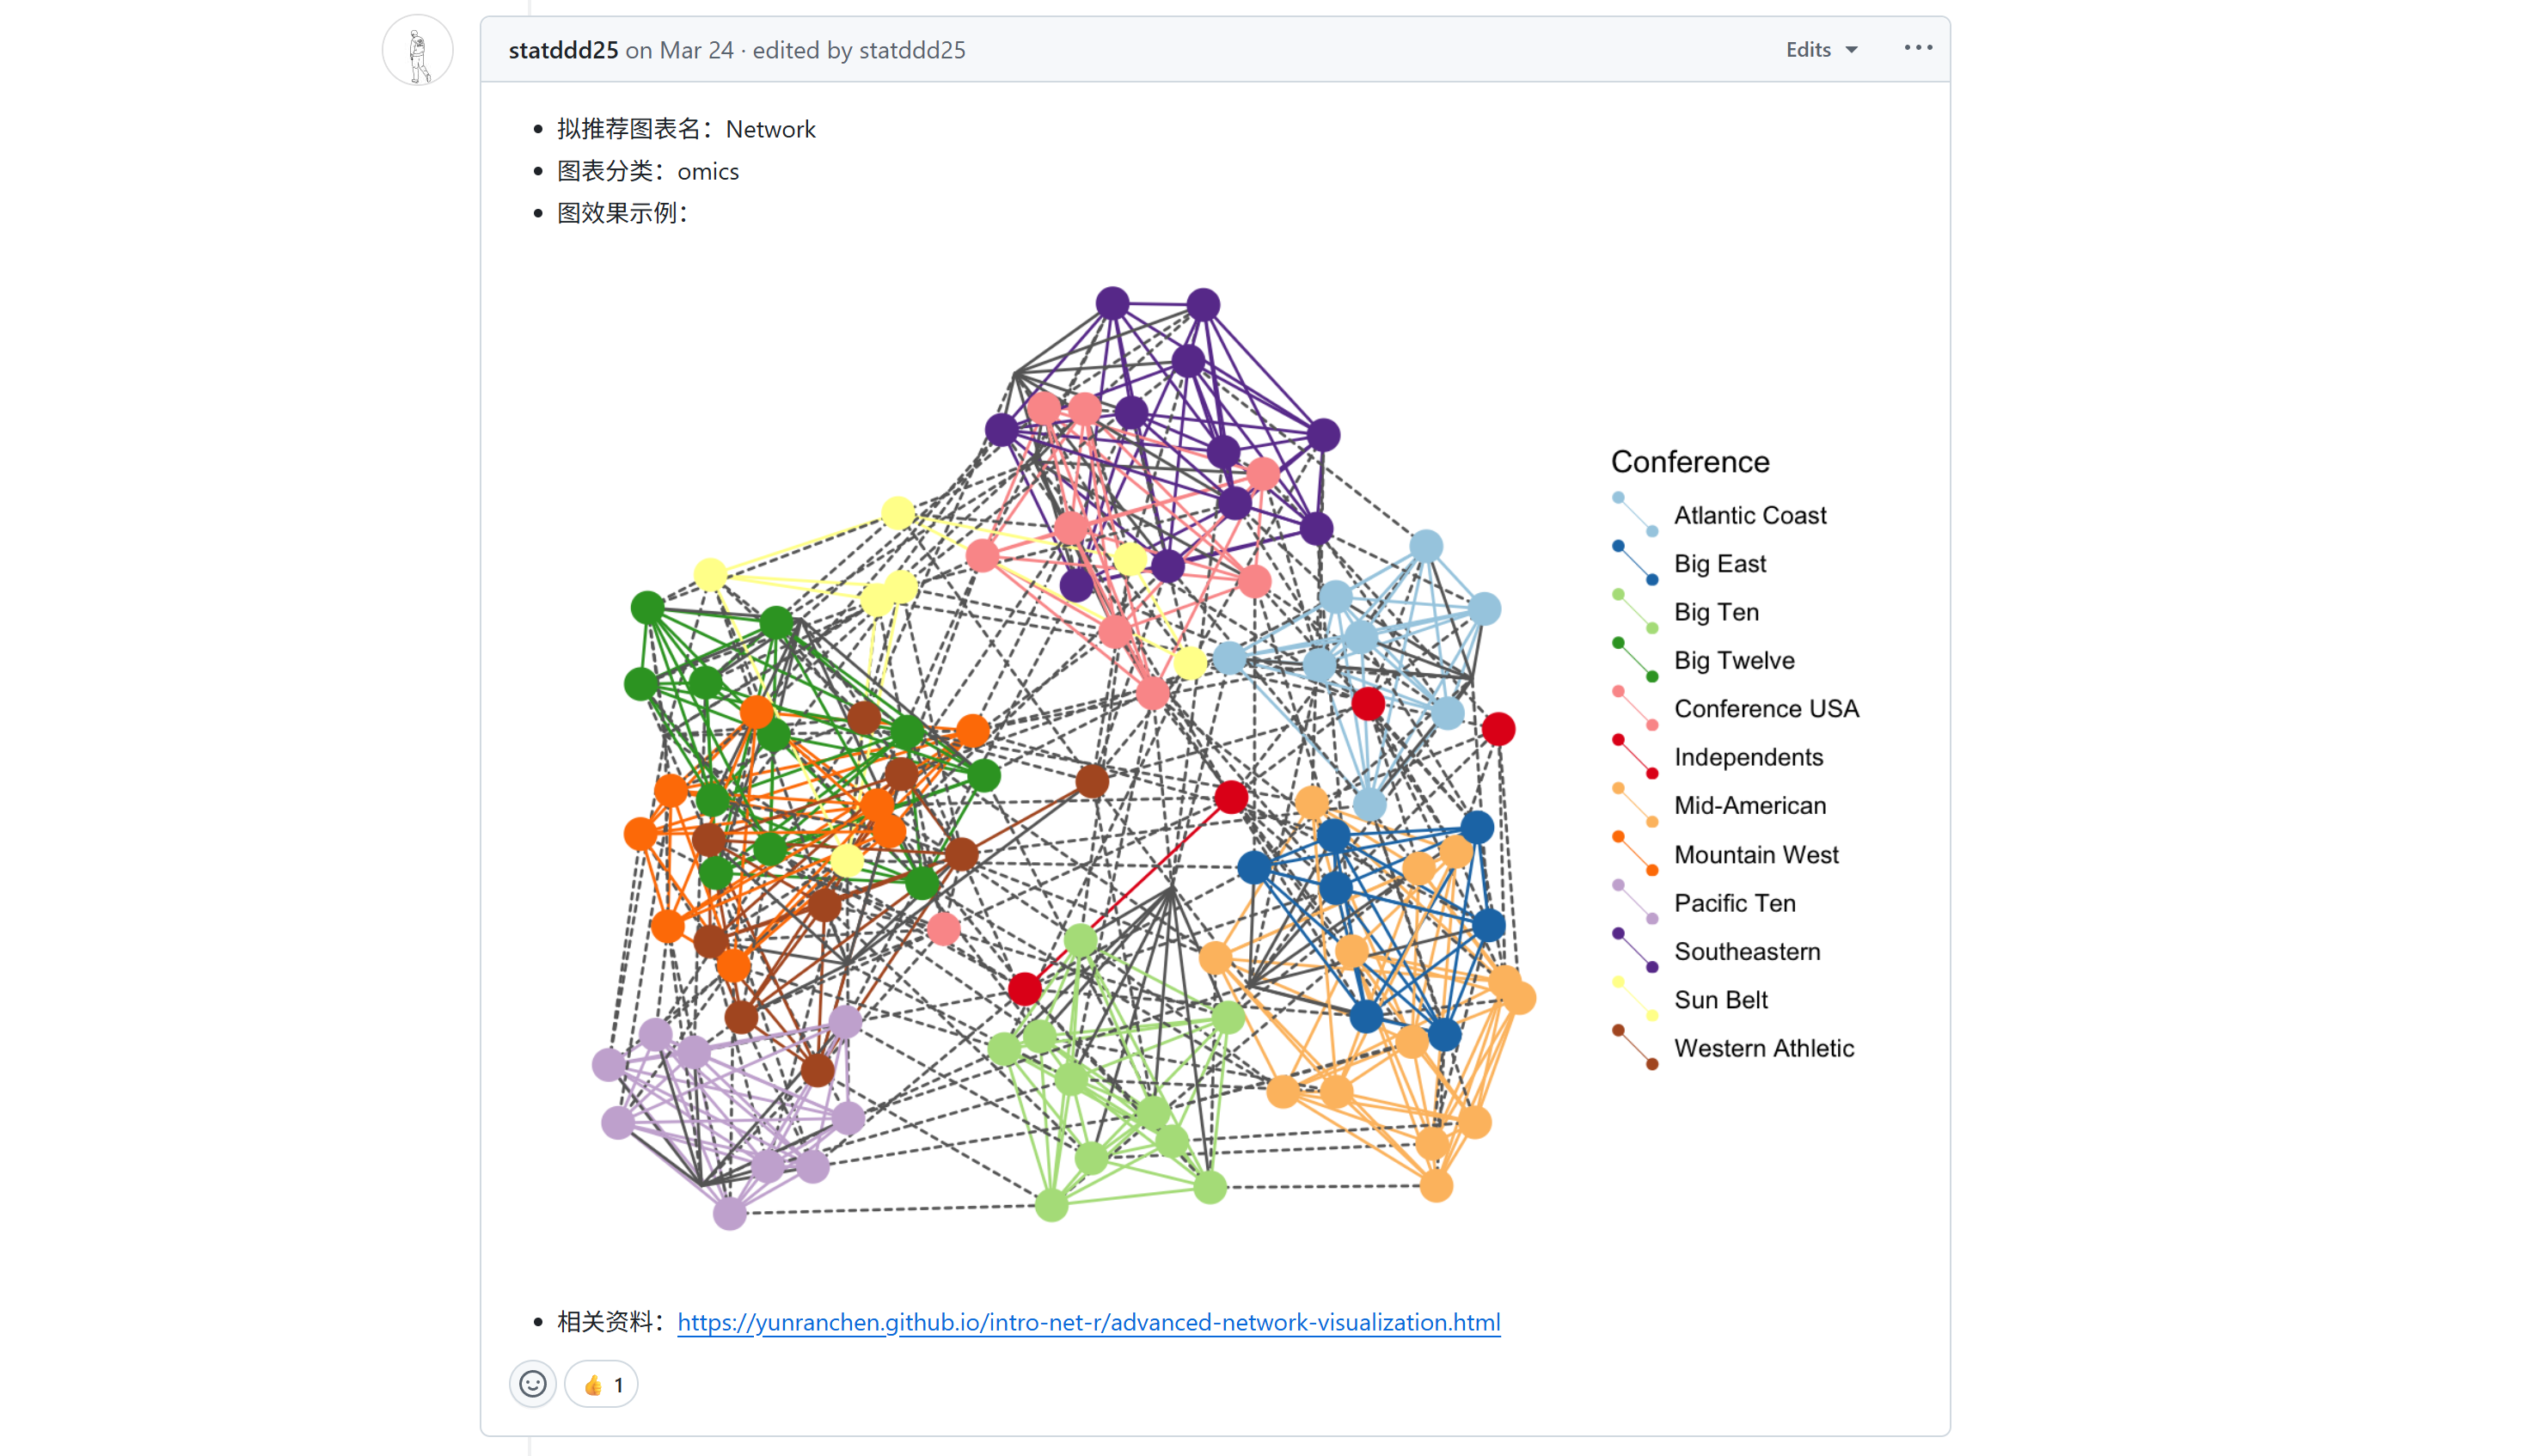 statddd25 on Mar 24 · edited by statddd25
Edits
拟推荐图表名：Network
图表分类：omics
图效果示例：
Conference
Atlantic Coast
Big East
Big Ten
Big Twelve
Conference USA
Independents
Mid-American
Mountain West
Pacific Ten
Southeastern
Sun Belt
Western Athletic
相关资料：https://yunranchen.github.io/intro-net-r/advanced-network-visualization.html
👍 1